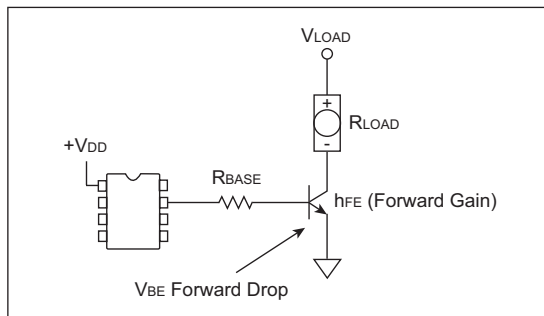 VLOAD
+
RLOAD
-
+VDD
RBASE
hFE (Forward Gain)
VBE Forward Drop